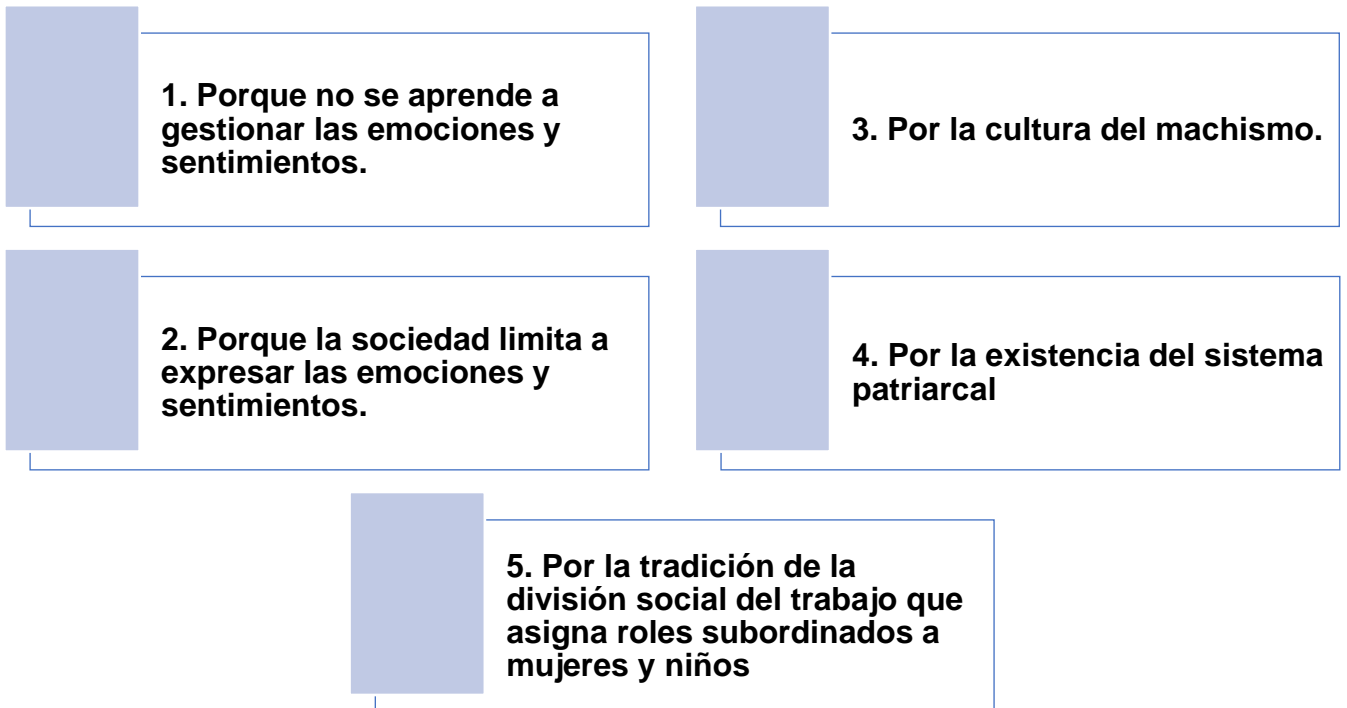 1. Porque no se aprende a
gestionar las emociones y
sentimientos.
2. Porque la sociedad limita a
expresar las emociones y
sentimientos.
3. Por la cultura del machismo.
4. Por la existencia del sistema
patriarcal
5. Por la tradición de la
división social del trabajo que
asigna roles subordinados a
mujeres y niños